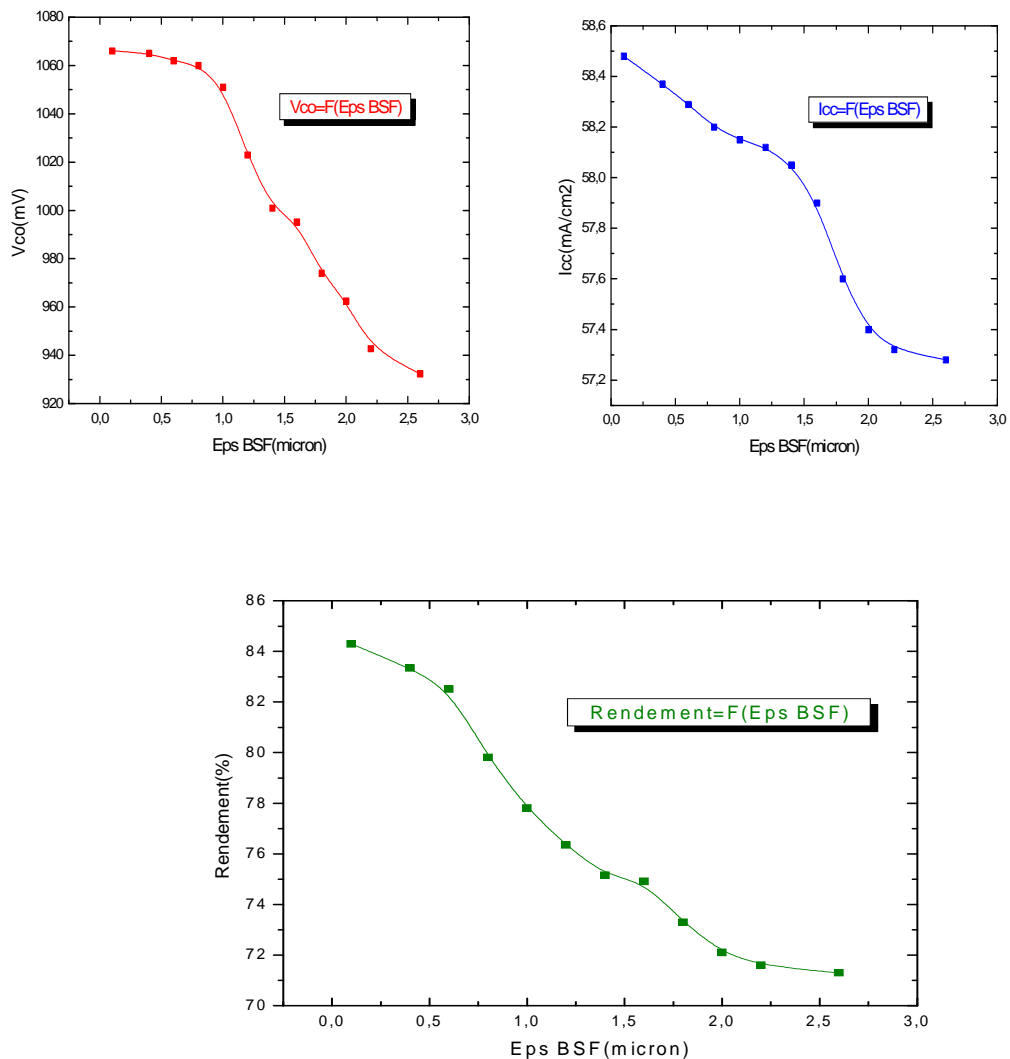 1080
1060
1040
1020
1000
980
960
940
920
Vco(mV)
Vco=F(Eps BSF)
0,0 0,5 1,0 1,5 2,0 2,5 3,0
Eps BSF(micron)
58,6
58,4
58,2
58,0
57,8
57,6
57,4
57,2
Icc(mA/cm2)
Icc=F(Eps BSF)
0,0 0,5 1,0 1,5 2,0 2,5 3,0
Eps BSF(micron)
86
84
82
80
78
76
74
72
70
Rendement(%)
Rendement=F(Eps BSF)
0,0 0,5 1,0 1,5 2,0 2,5 3,0
Eps BSF(micron)